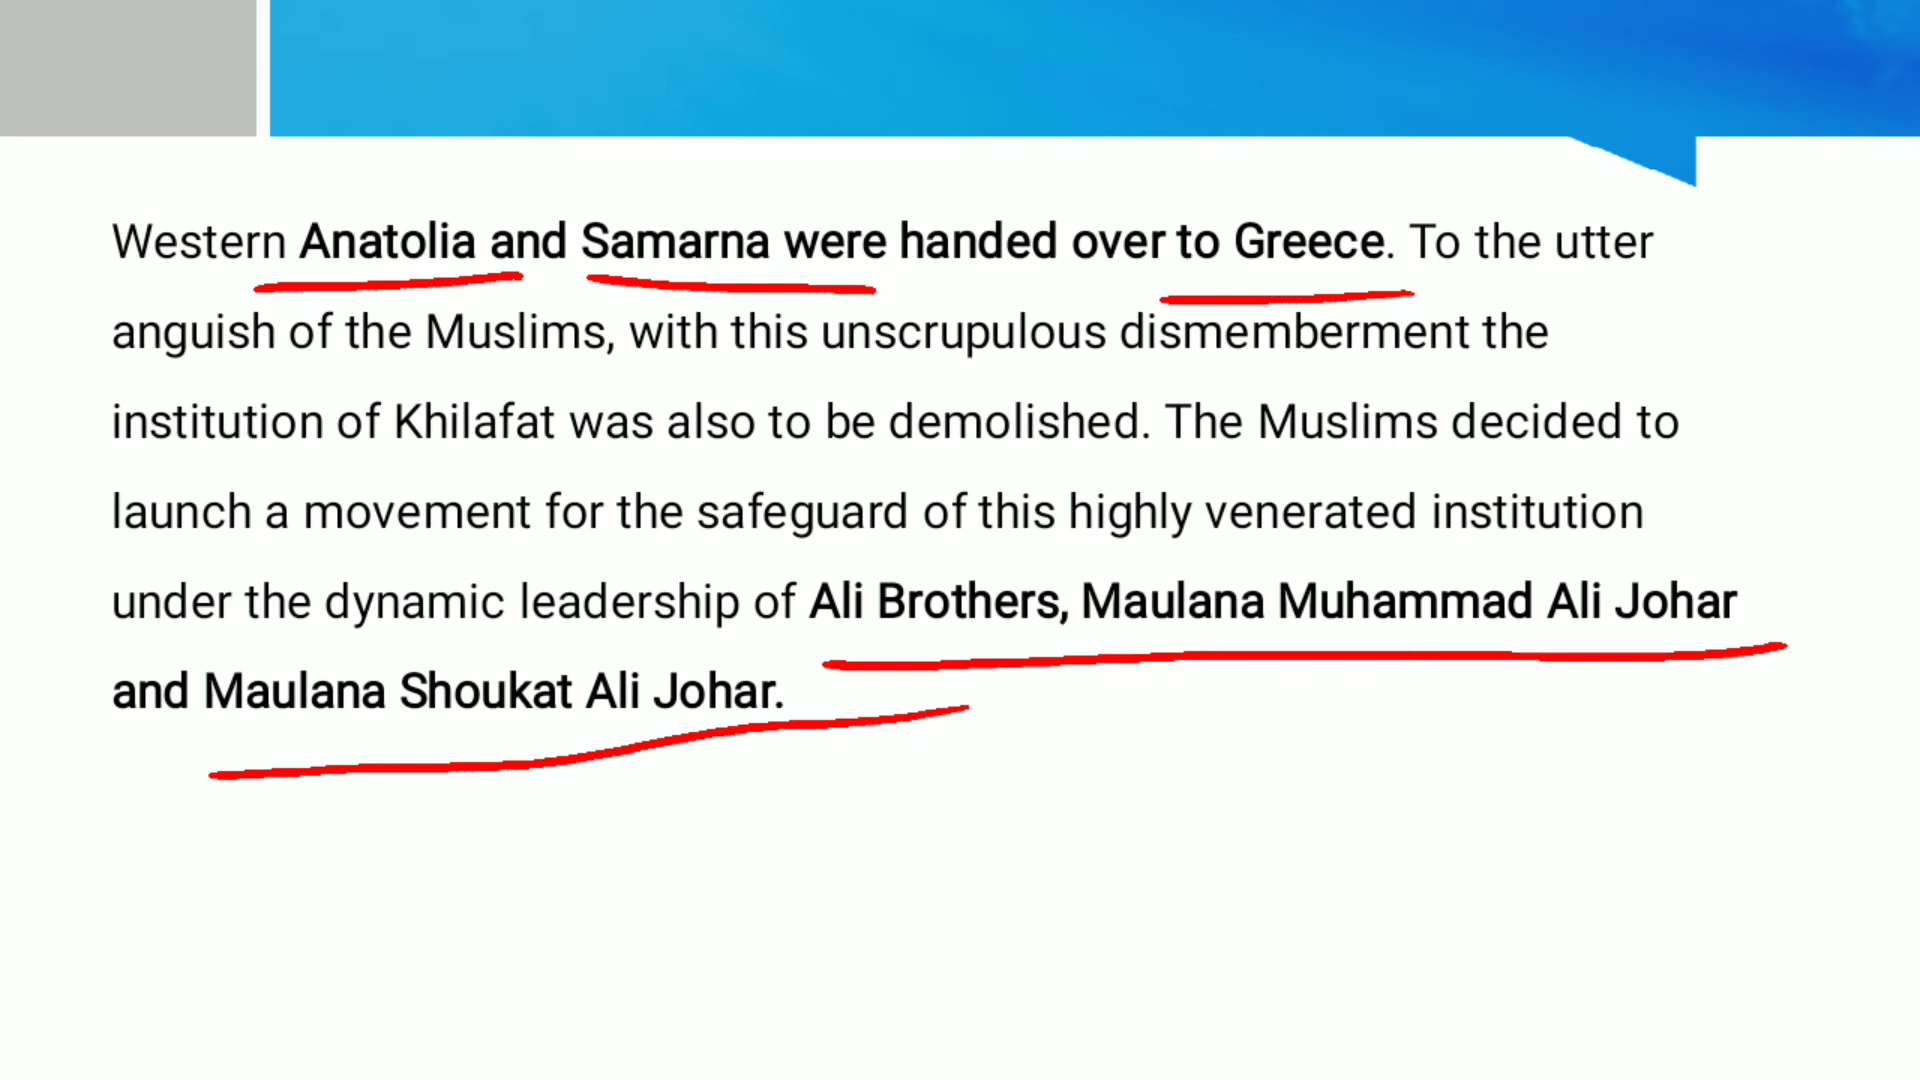 Western Anatolia and Samarna were handed over to Greece. To the utter
anguish of the Muslims, with this unscrupulous dismemberment the
institution of Khilafat was also to be demolished. The Muslims decided to
launch a movement for the safeguard of this highly venerated institution
under the dynamic leadership of Ali Brothers, Maulana Muhammad Ali Johar
and Maulana Shoukat Ali Johar.